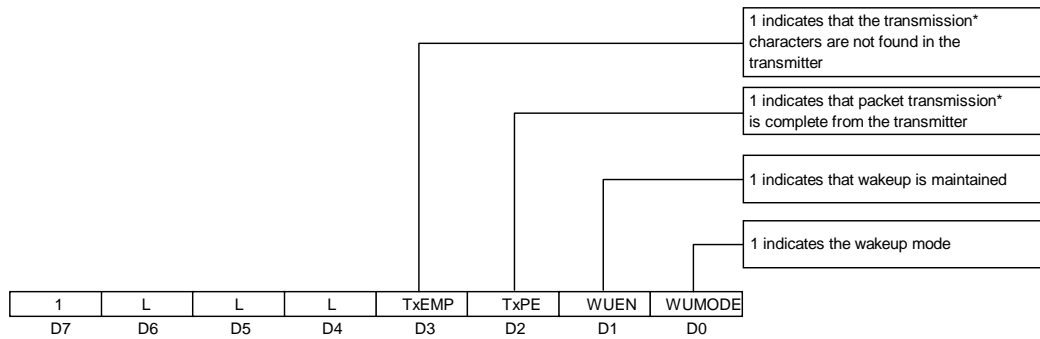 1 indicates that the transmission*
characters are not found in the
transmitter
1 indicates that packet transmission*
is complete from the transmitter
1 indicates that wakeup is maintained
1 indicates the wakeup mode
1 L L L TxEMP TxPE WUEN WUMODE
D7 D6 D5 D4 D3 D2 D1 D0